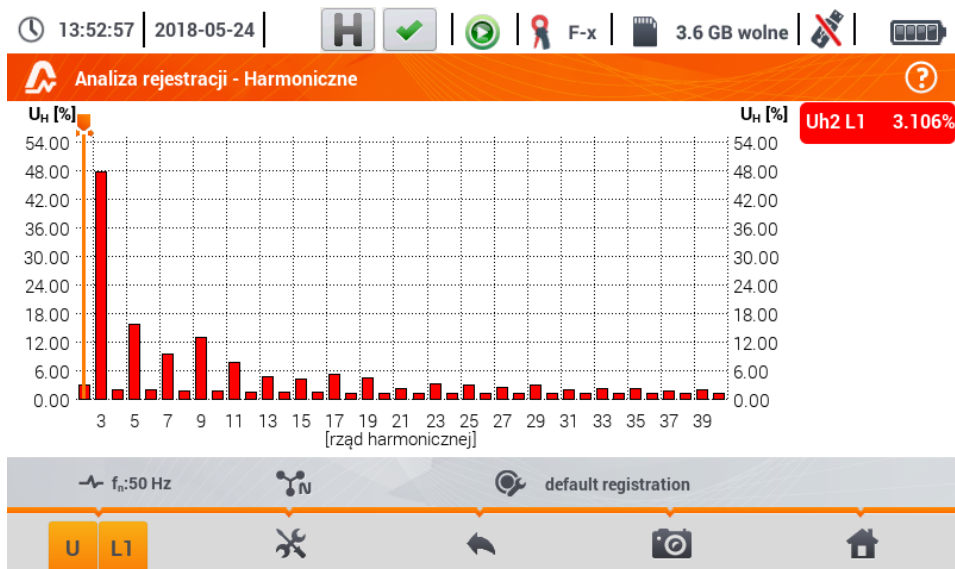 13:52:57 2018-05-24 H F-x 3.6 GB wolne
Analiza rejestracji - Harmoniczne ?
U_H [%] U_H [%] Uh2 L1 3.106%
54.00 54.00
48.00 48.00
42.00 42.00
36.00 36.00
30.00 30.00
24.00 24.00
18.00 18.00
12.00 12.00
6.00 6.00
0.00 0.00
3 5 7 9 11 13 15 17 19 21 23 25 27 29 31 33 35 37 39
[rząd harmonicznej]
f_n:50 Hz N default registration
U L1